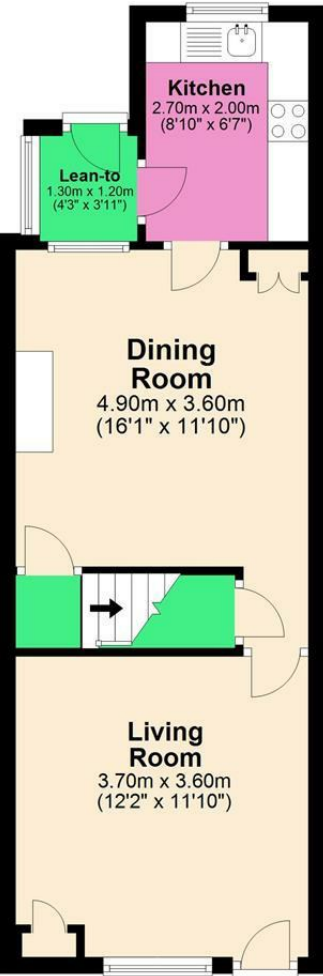 Kitchen
2.70m x 2.00m
(8'10" x 6'7")
Lean-to
1.30m x 1.20m
(4'3" x 3'11")
Dining
Room
4.90m x 3.60m
(16'1" x 11'10")
Living
Room
3.70m x 3.60m
(12'2" x 11'10")